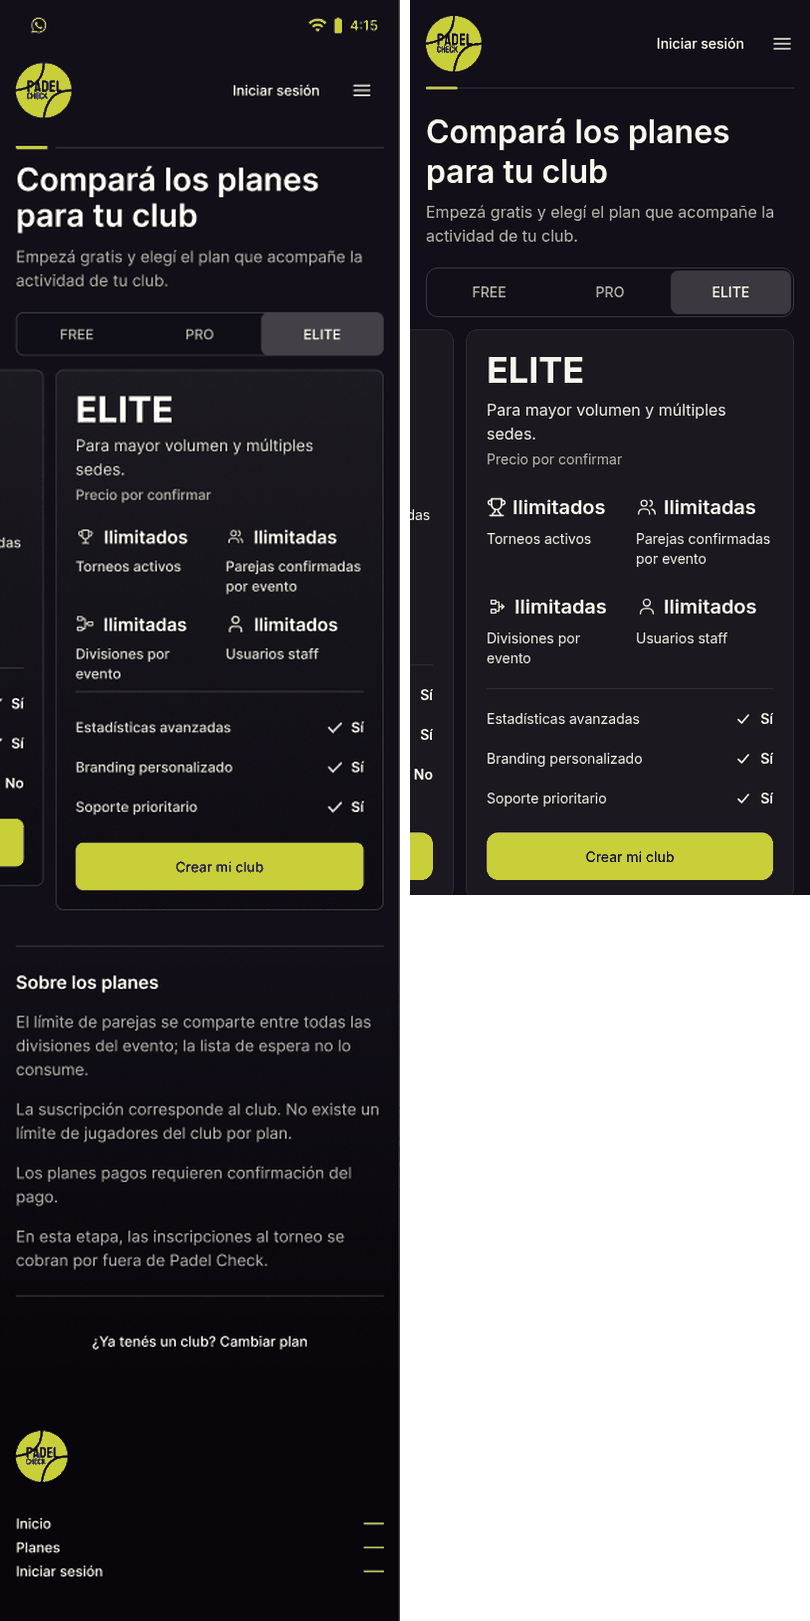 4:15
PADEL
CHECK
Iniciar sesión
Compará los planes
para tu club
Empezá gratis y elegí el plan que acompañe la
actividad de tu club.
FREE PRO ELITE
das
Sí
Sí
No
ELITE
Para mayor volumen y múltiples
sedes.
Precio por confirmar
Ilimitados
Torneos activos
Ilimitadas
Parejas confirmadas
por evento
Ilimitadas
Divisiones por
evento
Ilimitados
Usuarios staff
Estadísticas avanzadas Sí
Branding personalizado Sí
Soporte prioritario Sí
Crear mi club
Sobre los planes
El límite de parejas se comparte entre todas las
divisiones del evento; la lista de espera no lo
consume.
La suscripción corresponde al club. No existe un
límite de jugadores del club por plan.
Los planes pagos requieren confirmación del
pago.
En esta etapa, las inscripciones al torneo se
cobran por fuera de Padel Check.
¿Ya tenés un club? Cambiar plan
PADEL
CHECK
Inicio
Planes
Iniciar sesión
PADEL
CHECK
Iniciar sesión
Compará los planes
para tu club
Empezá gratis y elegí el plan que acompañe la
actividad de tu club.
FREE PRO ELITE
das
Sí
Sí
No
ELITE
Para mayor volumen y múltiples
sedes.
Precio por confirmar
Ilimitados
Torneos activos
Ilimitadas
Parejas confirmadas
por evento
Ilimitadas
Divisiones por
evento
Ilimitados
Usuarios staff
Estadísticas avanzadas Sí
Branding personalizado Sí
Soporte prioritario Sí
Crear mi club